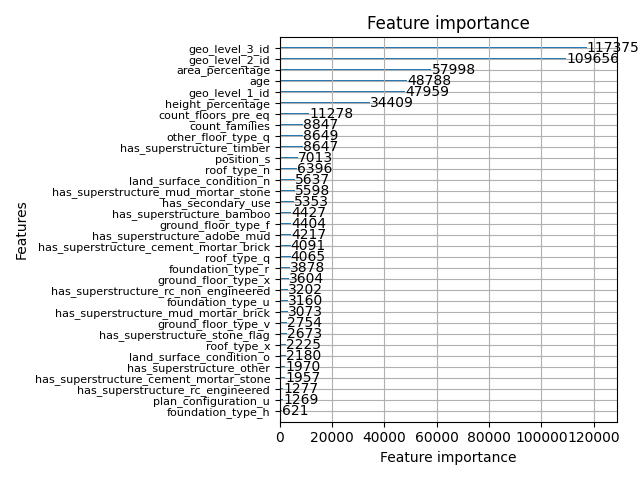 Feature importance
geo_level_3_id 117375
geo_level_2_id 109656
area_percentage 57998
age 48788
geo_level_1_id 47959
height_percentage 34409
count_floors_pre_eq 11278
count_families 8847
other_floor_type_q 8649
has_superstructure_timber 8647
position_s 7013
roof_type_n 6396
land_surface_condition_n 5637
has_superstructure_mud_mortar_stone 5598
has_secondary_use 5353
has_superstructure_bamboo 4427
ground_floor_type_f 4404
has_superstructure_adobe_mud 4217
has_superstructure_cement_mortar_brick 4091
roof_type_q 4065
foundation_type_r 3878
ground_floor_type_x 3604
has_superstructure_rc_non_engineered 3202
foundation_type_u 3160
has_superstructure_mud_mortar_brick 3073
ground_floor_type_v 2754
has_superstructure_stone_flag 2673
roof_type_x 2225
land_surface_condition_o 2180
has_superstructure_other 1970
has_superstructure_cement_mortar_stone 1957
has_superstructure_rc_engineered 1277
plan_configuration_u 1269
foundation_type_h 621
Features
0 20000 40000 60000 80000 100000 120000
Feature importance